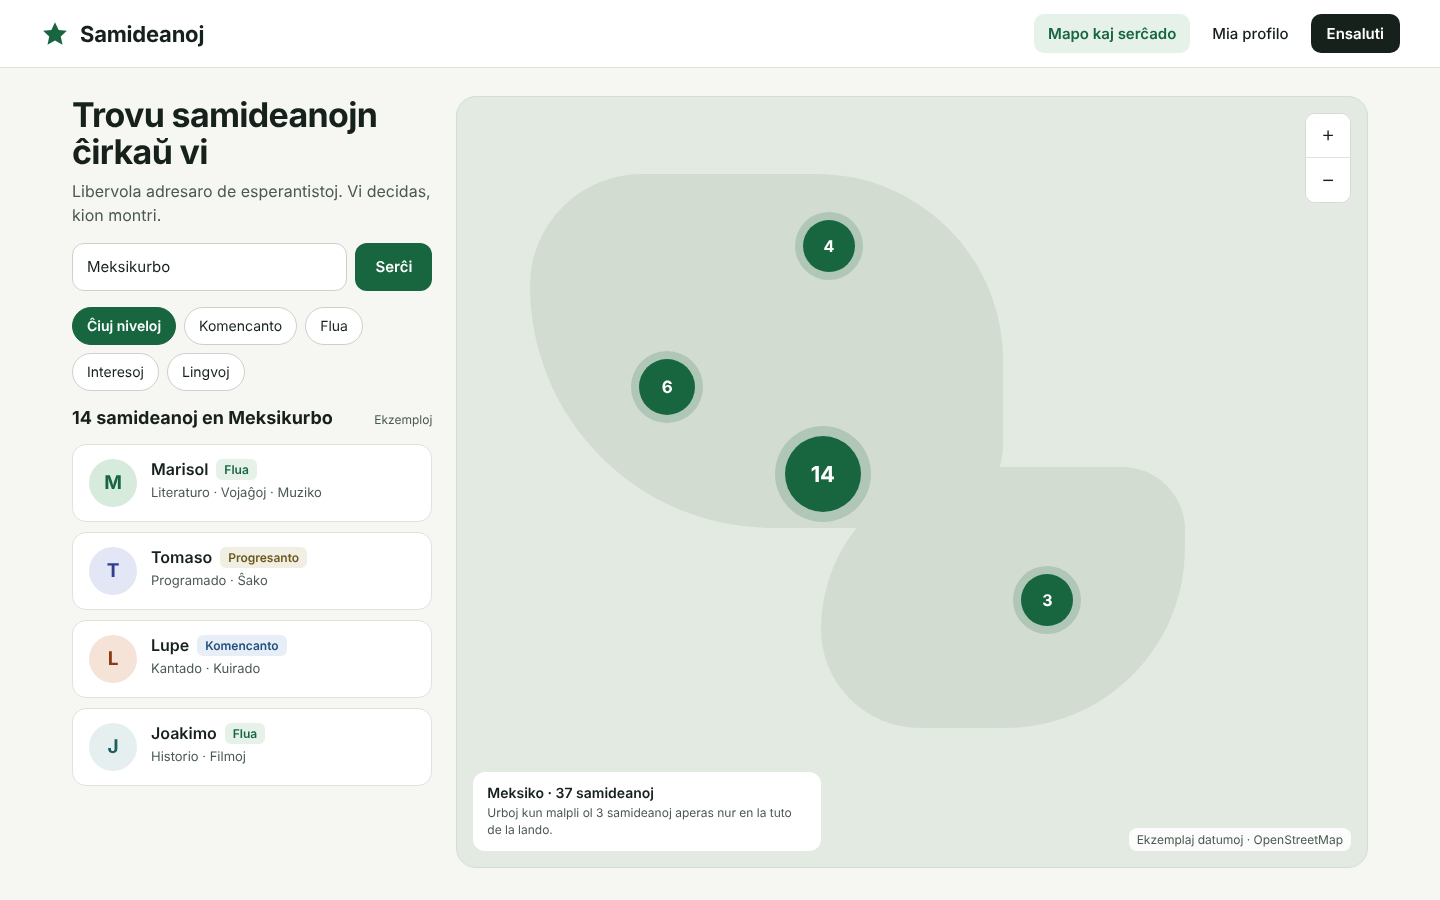 Samideanoj
Mapo kaj serĉado
Mia profilo
Ensaluti
Trovu samideanojn
ĉirkaŭ vi
Libervola adresaro de esperantistoj. Vi decidas,
kion montri.
Meksikurbo
Serĉi
Ĉiuj niveloj
Komencanto
Flua
Interesoj
Lingvoj
14 samideanoj en Meksikurbo
Ekzemploj
M
Marisol
Flua
Literaturo · Vojaĝoj · Muziko
T
Tomaso
Progresanto
Programado · Ŝako
L
Lupe
Komencanto
Kantado · Kuirado
J
Joakimo
Flua
Historio · Filmoj
+
−
4
6
14
3
Meksiko · 37 samideanoj
Urboj kun malpli ol 3 samideanoj aperas nur en la tuto
de la lando.
Ekzemplaj datumoj · OpenStreetMap